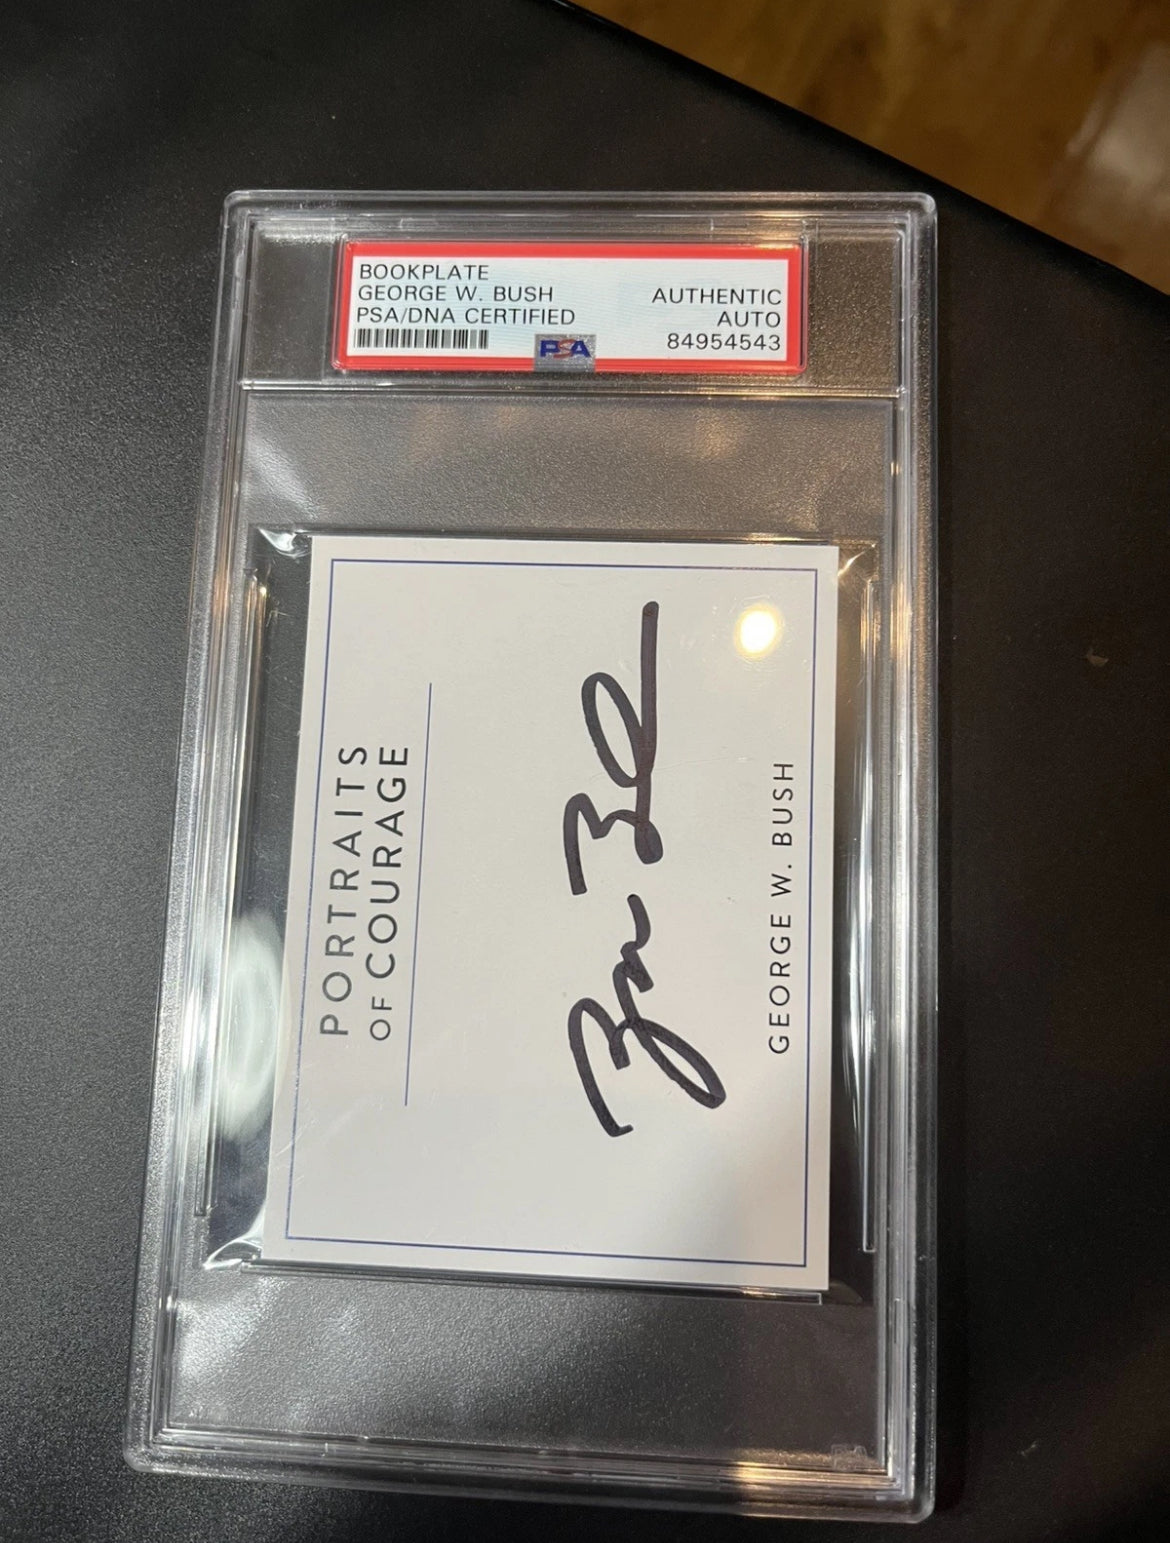 BOOKPLATE
GEORGE W. BUSH
PSA/DNA CERTIFIED
AUTHENTIC
AUTO
84954543
PSA
PORTRAITS
OF COURAGE
GEORGE W. BUSH